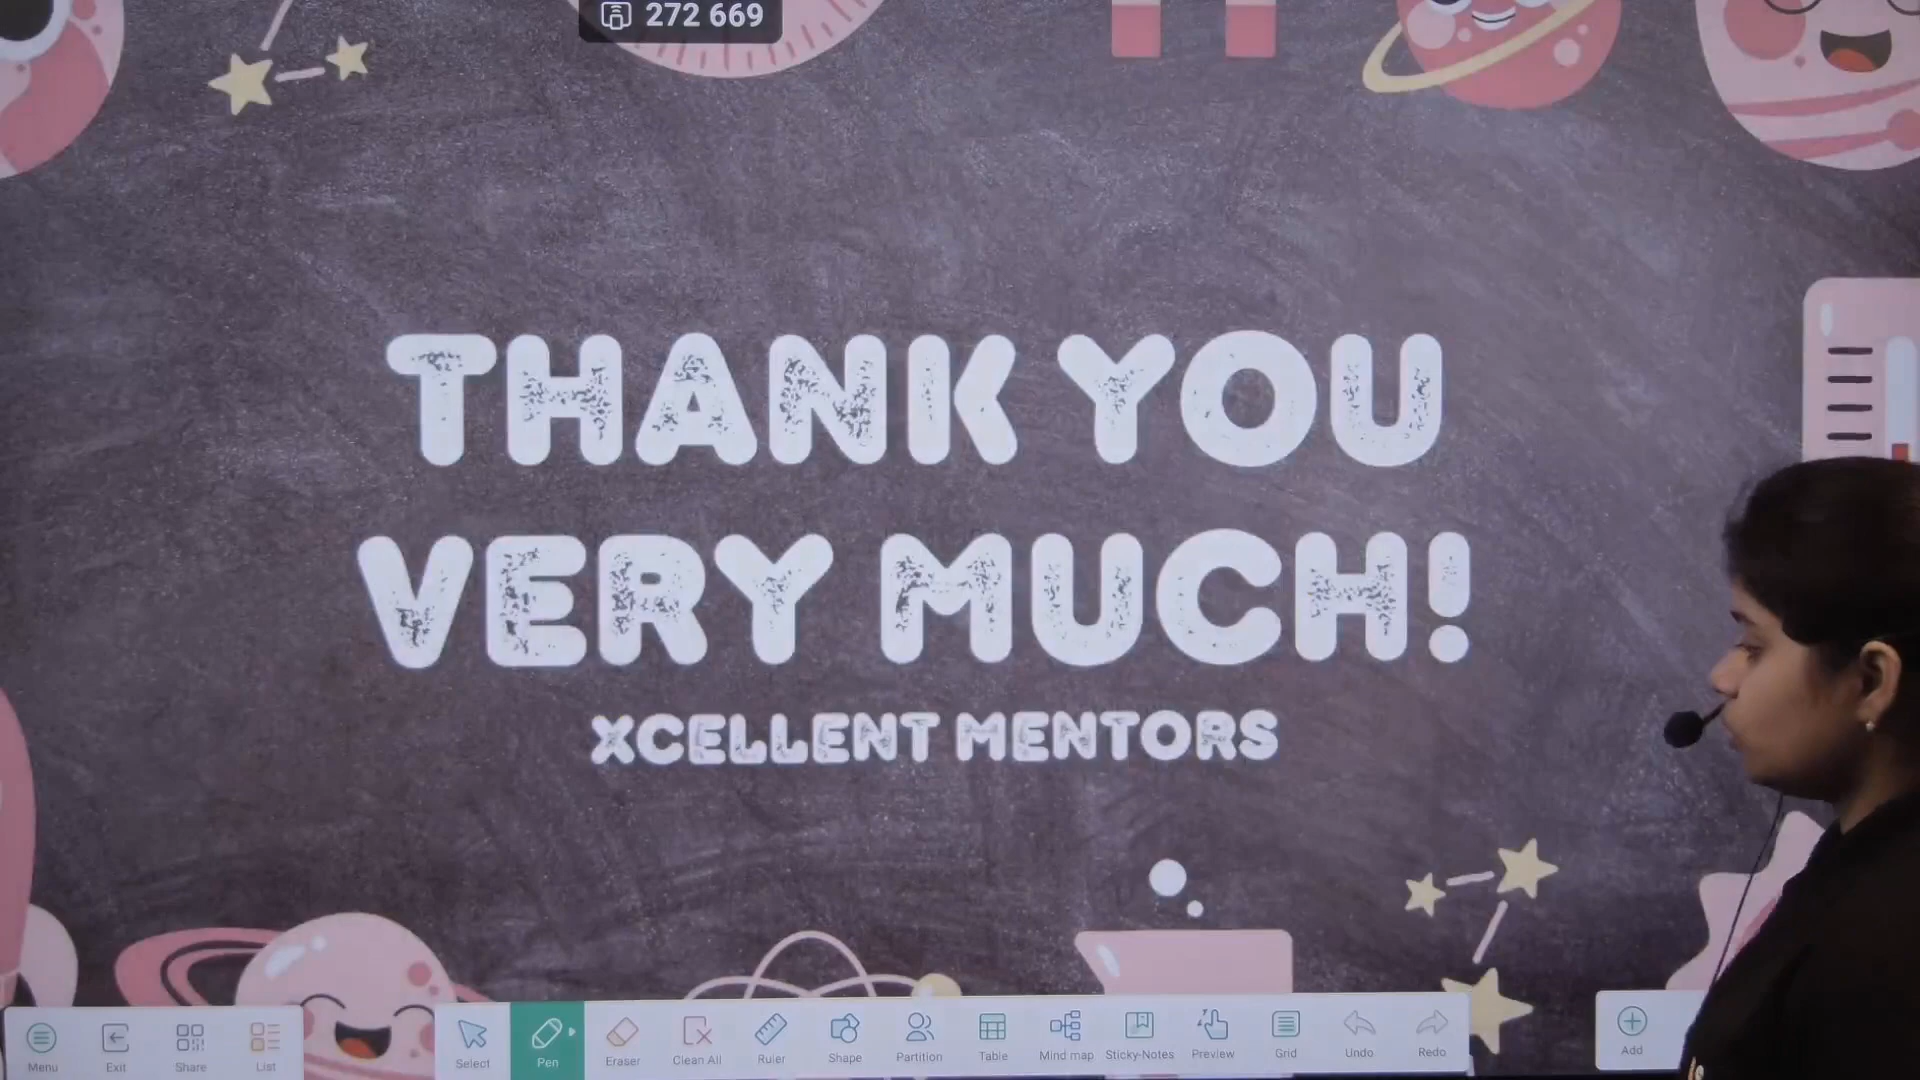 272 669
THANK YOU
VERY MUCH!
XCELLENT MENTORS
Menu Exit Share List Select Pen Eraser Clean All Ruler Shape Partition Table Mind map Sticky-Notes Preview Grid Undo Redo Add